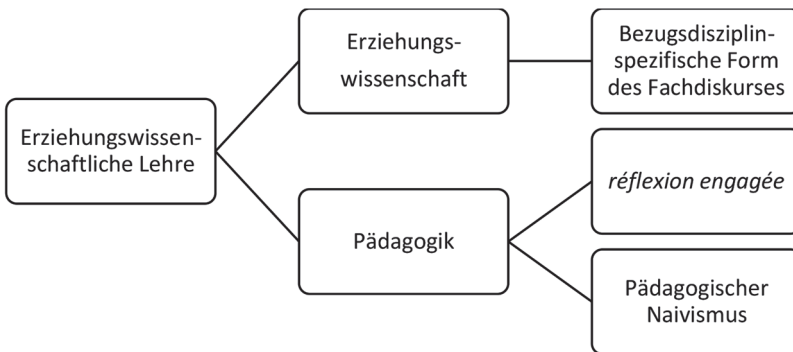 Erziehungswissen-
schaftliche Lehre
Erziehungs-
wissenschaft
Bezugsdisziplin-
spezifische Form
des Fachdiskurses
Pädagogik
réflexion engagée
Pädagogischer
Naivismus